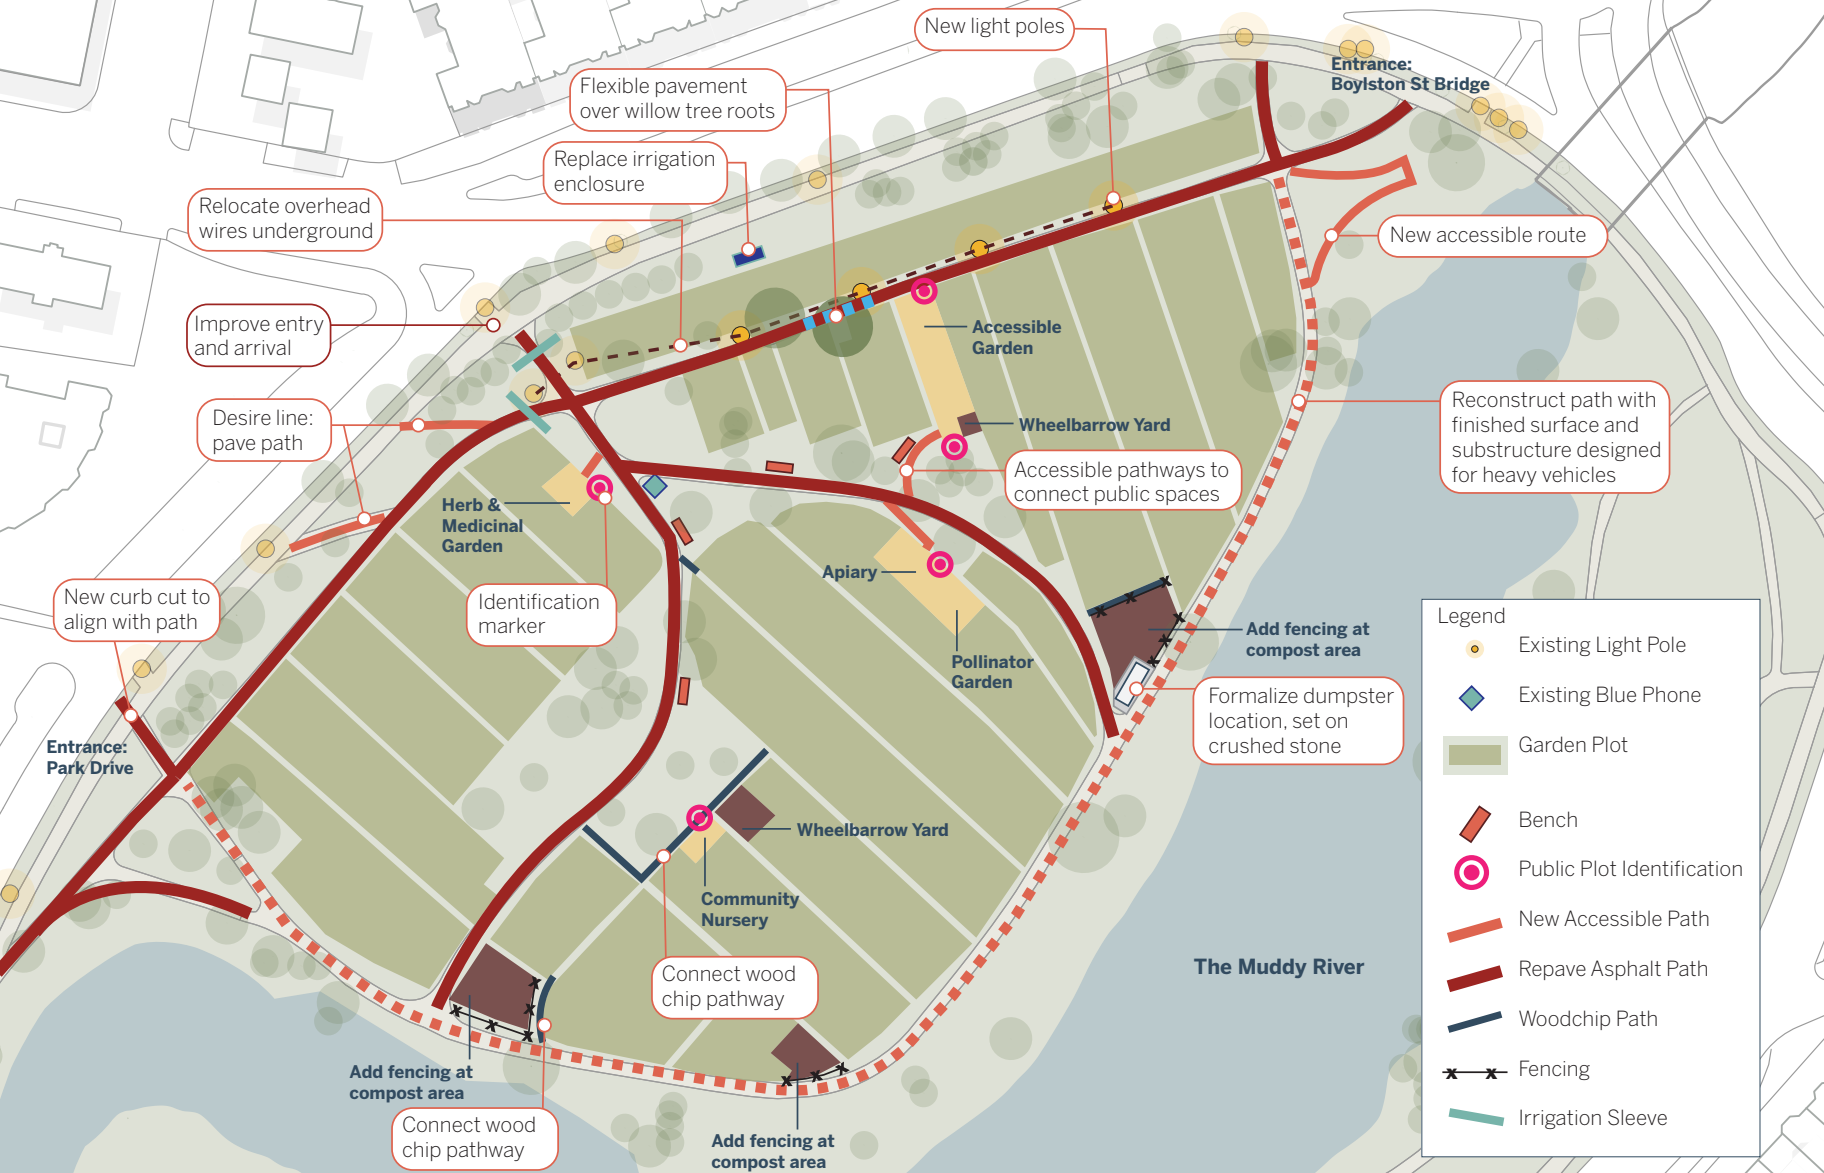 New light poles
Entrance:
Boylston St Bridge
Flexible pavement
over willow tree roots
Replace irrigation
enclosure
Relocate overhead
wires underground
New accessible route
Improve entry
and arrival
Accessible
Garden
Desire line:
pave path
Wheelbarrow Yard
Reconstruct path with
finished surface and
substructure designed
for heavy vehicles
Accessible pathways to
connect public spaces
Herb &
Medicinal
Garden
Apiary
Identification
marker
New curb cut to
align with path
Pollinator
Garden
Add fencing at
compost area
Formalize dumpster
location, set on
crushed stone
Entrance:
Park Drive
Wheelbarrow Yard
Community
Nursery
Connect wood
chip pathway
The Muddy River
Add fencing at
compost area
Connect wood
chip pathway
Add fencing at
compost area
Legend
Existing Light Pole
Existing Blue Phone
Garden Plot
Bench
Public Plot Identification
New Accessible Path
Repave Asphalt Path
Woodchip Path
Fencing
Irrigation Sleeve